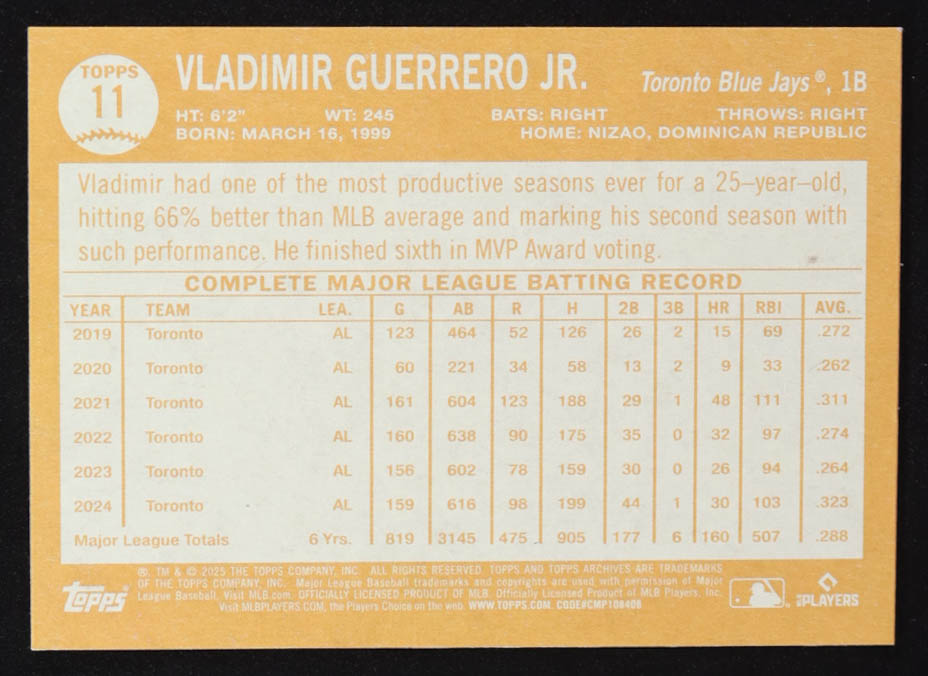 TOPPS
11
VLADIMIR GUERRERO JR.
Toronto Blue Jays®, 1B
HT: 6'2" WT: 245 BATS: RIGHT THROWS: RIGHT
BORN: MARCH 16, 1999 HOME: NIZAO, DOMINICAN REPUBLIC
Vladimir had one of the most productive seasons ever for a 25–year–old,
hitting 66% better than MLB average and marking his second season with
such performance. He finished sixth in MVP Award voting.
COMPLETE MAJOR LEAGUE BATTING RECORD
YEAR TEAM LEA. G AB R H 2B 3B HR RBI AVG.
2019 Toronto AL 123 464 52 126 26 2 15 69 .272
2020 Toronto AL 60 221 34 58 13 2 9 33 .262
2021 Toronto AL 161 604 123 188 29 1 48 111 .311
2022 Toronto AL 160 638 90 175 35 0 32 97 .274
2023 Toronto AL 156 602 78 159 30 0 26 94 .264
2024 Toronto AL 159 616 98 199 44 1 30 103 .323
Major League Totals 6 Yrs. 819 3145 475 905 177 6 160 507 .288
®, TM & © 2025 THE TOPPS COMPANY, INC. ALL RIGHTS RESERVED. TOPPS AND TOPPS ARCHIVES ARE TRADEMARKS
OF THE TOPPS COMPANY, INC. Major League Baseball trademarks and copyrights are used with permission of Major
League Baseball. Visit MLB.com. OFFICIALLY LICENSED PRODUCT OF MLB Players, Inc.
Visit MLBPLAYERS.COM, the Players Choice on the web. WWW.TOPPS.COM. CODE#CMP108408
Topps
MLB PLAYERS